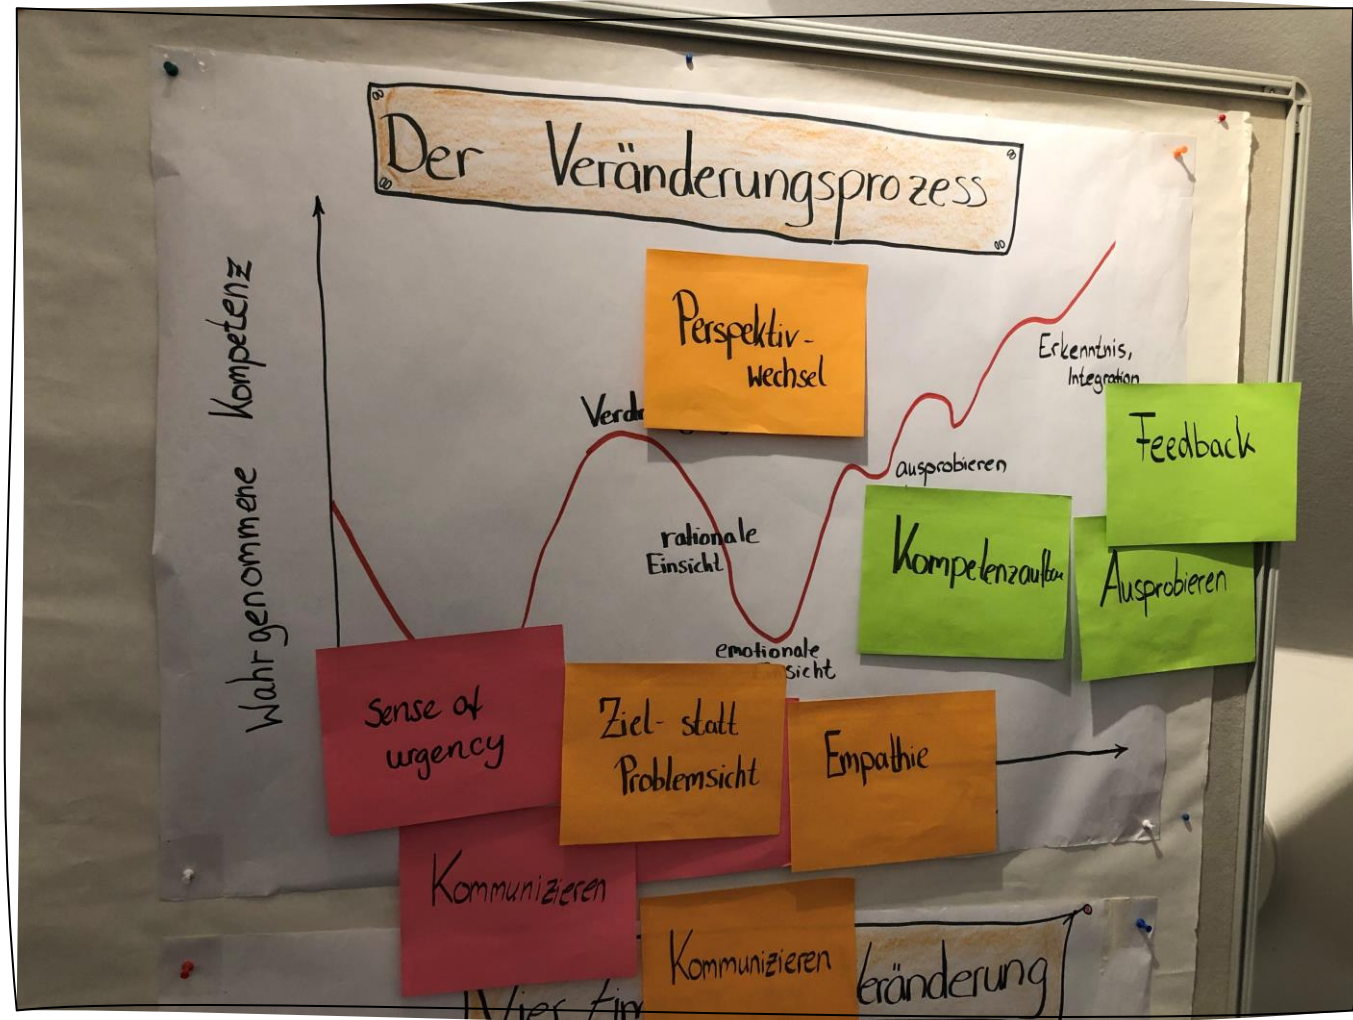 Der Veränderungsprozess
Wahrgenommene Kompetenz
Perspektiv-
wechsel
Erkenntnis,
Integration
Feedback
ausprobieren
rationale
Einsicht
Kompetenzaufbau
Ausprobieren
emotionale
Sense of
urgency
Ziel- statt
Problemsicht
Empathie
Kommunizieren
Kommunizieren
Vier